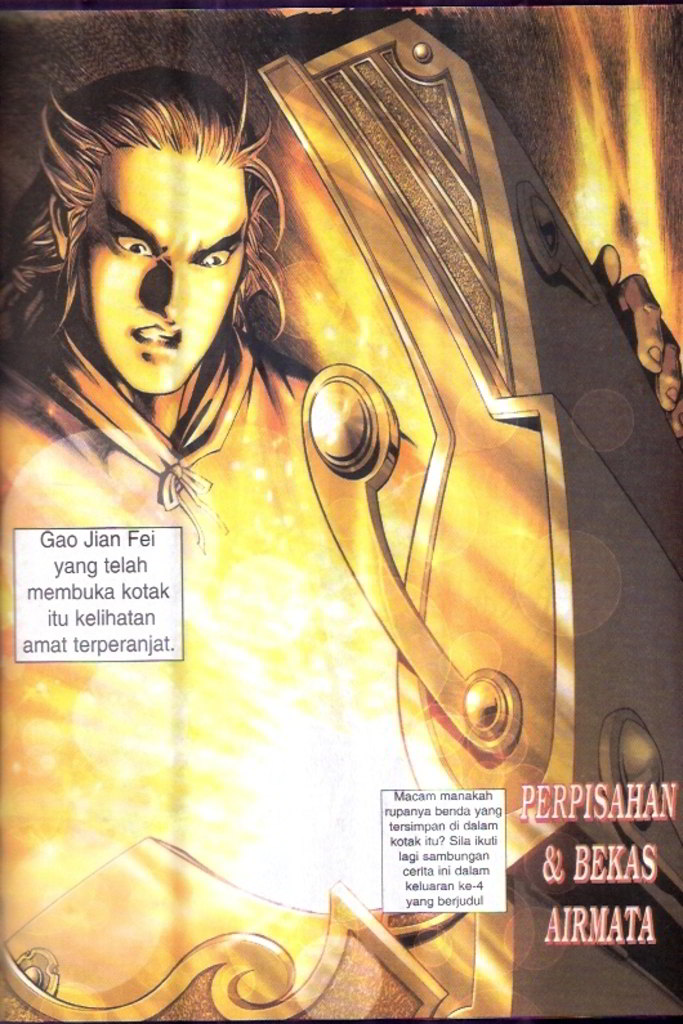 Gao Jian Fei
yang telah
membuka kotak
itu kelihatan
amat terperanjat.
Macam manakah
rupanya benda yang
tersimpan di dalam
kotak itu? Sila ikuti
lagi sambungan
cerita ini dalam
keluaran ke-4
yang berjudul
PERPISAHAN
& BEKAS
AIRMATA